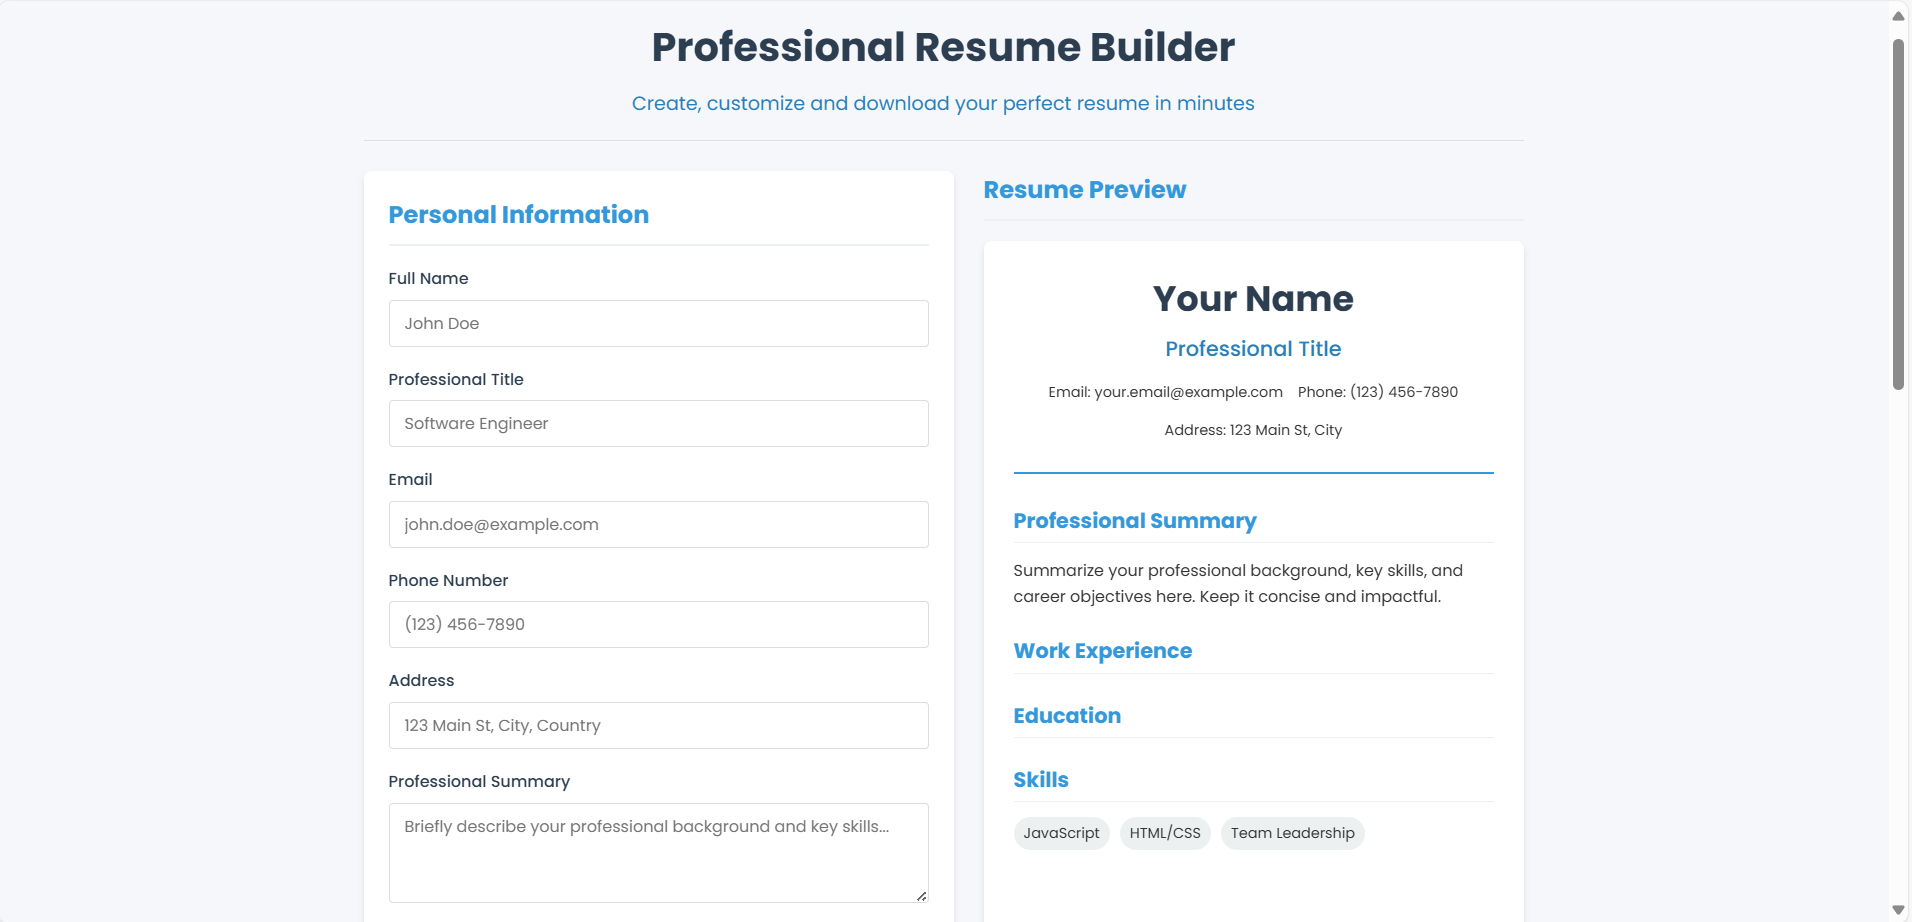 Professional Resume Builder
Create, customize and download your perfect resume in minutes
Personal Information
Full Name
John Doe
Professional Title
Software Engineer
Email
john.doe@example.com
Phone Number
(123) 456-7890
Address
123 Main St, City, Country
Professional Summary
Briefly describe your professional background and key skills...
Resume Preview
Your Name
Professional Title
Email: your.email@example.com Phone: (123) 456-7890
Address: 123 Main St, City
Professional Summary
Summarize your professional background, key skills, and
career objectives here. Keep it concise and impactful.
Work Experience
Education
Skills
JavaScript HTML/CSS Team Leadership